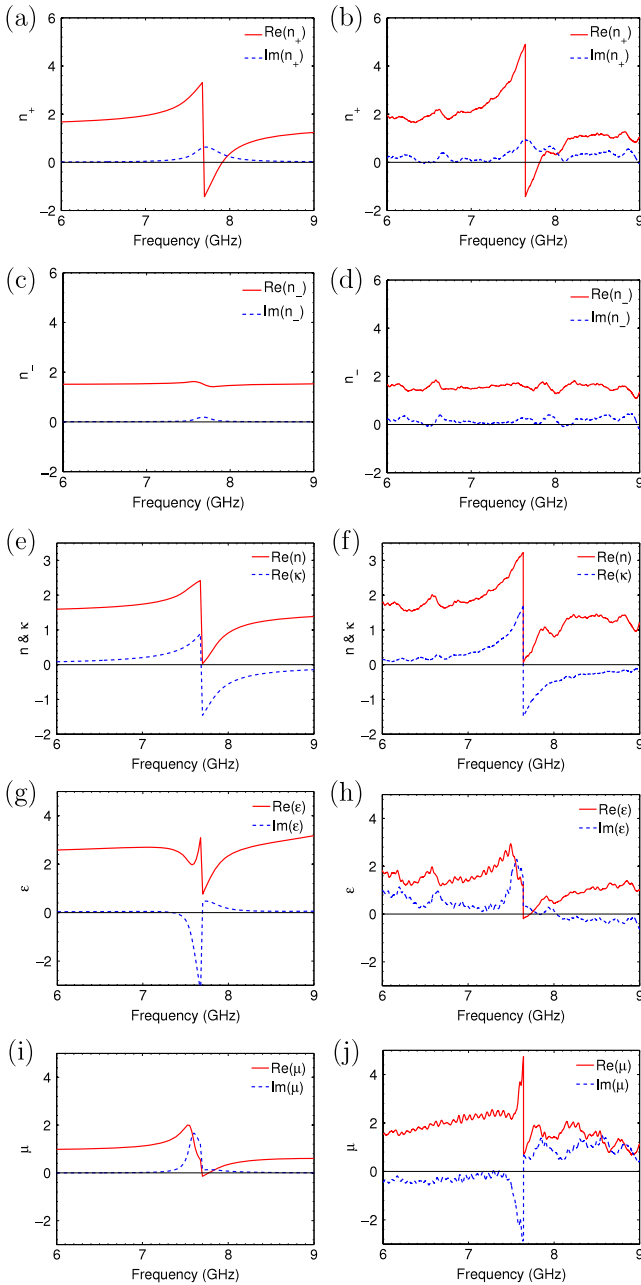 (a)
6
4
2
0
−2
n+
Re(n+)
Im(n+)
6
7
8
9
Frequency (GHz)
(b)
6
4
2
0
−2
n+
Re(n+)
Im(n+)
6
7
8
9
Frequency (GHz)
(c)
6
4
2
0
−2
n−
Re(n−)
Im(n−)
6
7
8
9
Frequency (GHz)
(d)
6
4
2
0
−2
n−
Re(n−)
Im(n−)
6
7
8
9
Frequency (GHz)
(e)
3
2
1
0
−1
−2
n & κ
Re(n)
Re(κ)
6
7
8
9
Frequency (GHz)
(f)
3
2
1
0
−1
−2
n & κ
Re(n)
Re(κ)
6
7
8
9
Frequency (GHz)
(g)
4
2
0
−2
ε
Re(ε)
Im(ε)
6
7
8
9
Frequency (GHz)
(h)
4
2
0
−2
ε
Re(ε)
Im(ε)
6
7
8
9
Frequency (GHz)
(i)
4
2
0
−2
μ
Re(μ)
Im(μ)
6
7
8
9
Frequency (GHz)
(j)
4
2
0
−2
μ
Re(μ)
Im(μ)
6
7
8
9
Frequency (GHz)